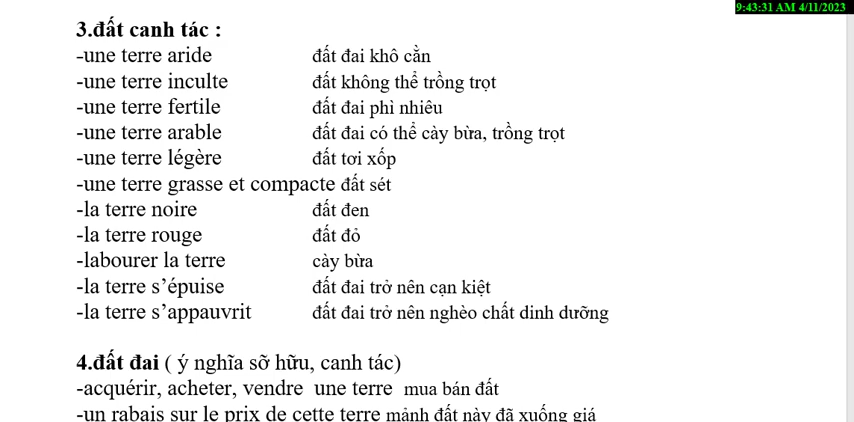 9:43:31 AM 4/11/2023
3.đất canh tác :
-une terre aride đất đai khô cằn
-une terre inculte đất không thể trồng trọt
-une terre fertile đất đai phì nhiêu
-une terre arable đất đai có thể cày bừa, trồng trọt
-une terre légère đất tơi xốp
-une terre grasse et compacte đất sét
-la terre noire đất đen
-la terre rouge đất đỏ
-labourer la terre cày bừa
-la terre s’épuise đất đai trở nên cạn kiệt
-la terre s’appauvrit đất đai trở nên nghèo chất dinh dưỡng
4.đất đai ( ý nghĩa sỡ hữu, canh tác)
-acquérir, acheter, vendre une terre mua bán đất
-un rabais sur le prix de cette terre mảnh đất này đã xuống giá